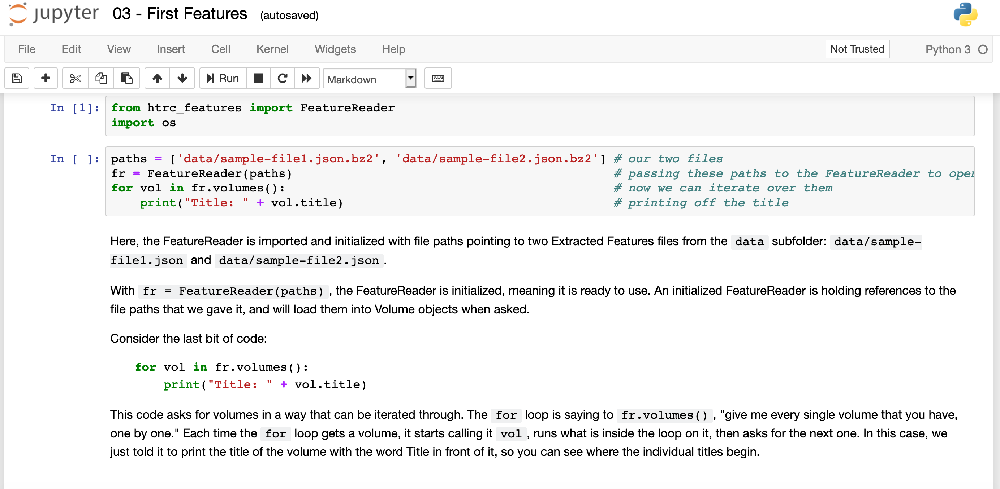 jupyter 03 - First Features (autosaved)
File Edit View Insert Cell Kernel Widgets Help Not Trusted Python 3
Run Markdown
In [1]: from htrc_features import FeatureReader
import os
In [ ]: paths = ['data/sample-file1.json.bz2', 'data/sample-file2.json.bz2'] # our two files
fr = FeatureReader(paths) # passing these paths to the FeatureReader to open
for vol in fr.volumes(): # now we can iterate over them
    print("Title: " + vol.title) # printing off the title
Here, the FeatureReader is imported and initialized with file paths pointing to two Extracted Features files from the data subfolder: data/sample-
file1.json and data/sample-file2.json.
With fr = FeatureReader(paths), the FeatureReader is initialized, meaning it is ready to use. An initialized FeatureReader is holding references to the
file paths that we gave it, and will load them into Volume objects when asked.
Consider the last bit of code:
for vol in fr.volumes():
    print("Title: " + vol.title)
This code asks for volumes in a way that can be iterated through. The for loop is saying to fr.volumes(), "give me every single volume that you have,
one by one." Each time the for loop gets a volume, it starts calling it vol, runs what is inside the loop on it, then asks for the next one. In this case, we
just told it to print the title of the volume with the word Title in front of it, so you can see where the individual titles begin.